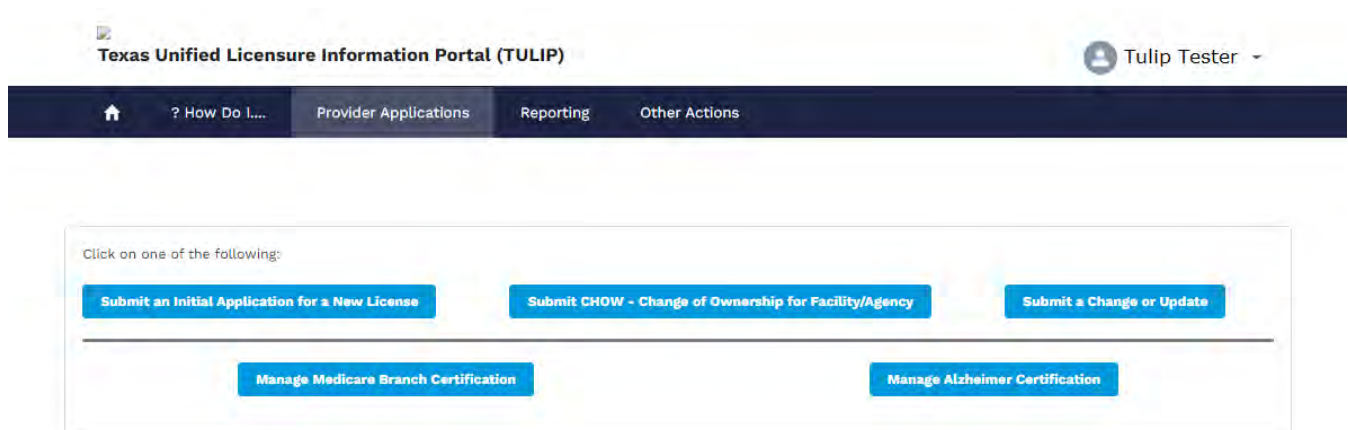 Texas Unified Licensure Information Portal (TULIP)
Tulip Tester
? How Do I....
Provider Applications
Reporting
Other Actions
Click on one of the following:
Submit an Initial Application for a New License
Submit CHOW - Change of Ownership for Facility/Agency
Submit a Change or Update
Manage Medicare Branch Certification
Manage Alzheimer Certification